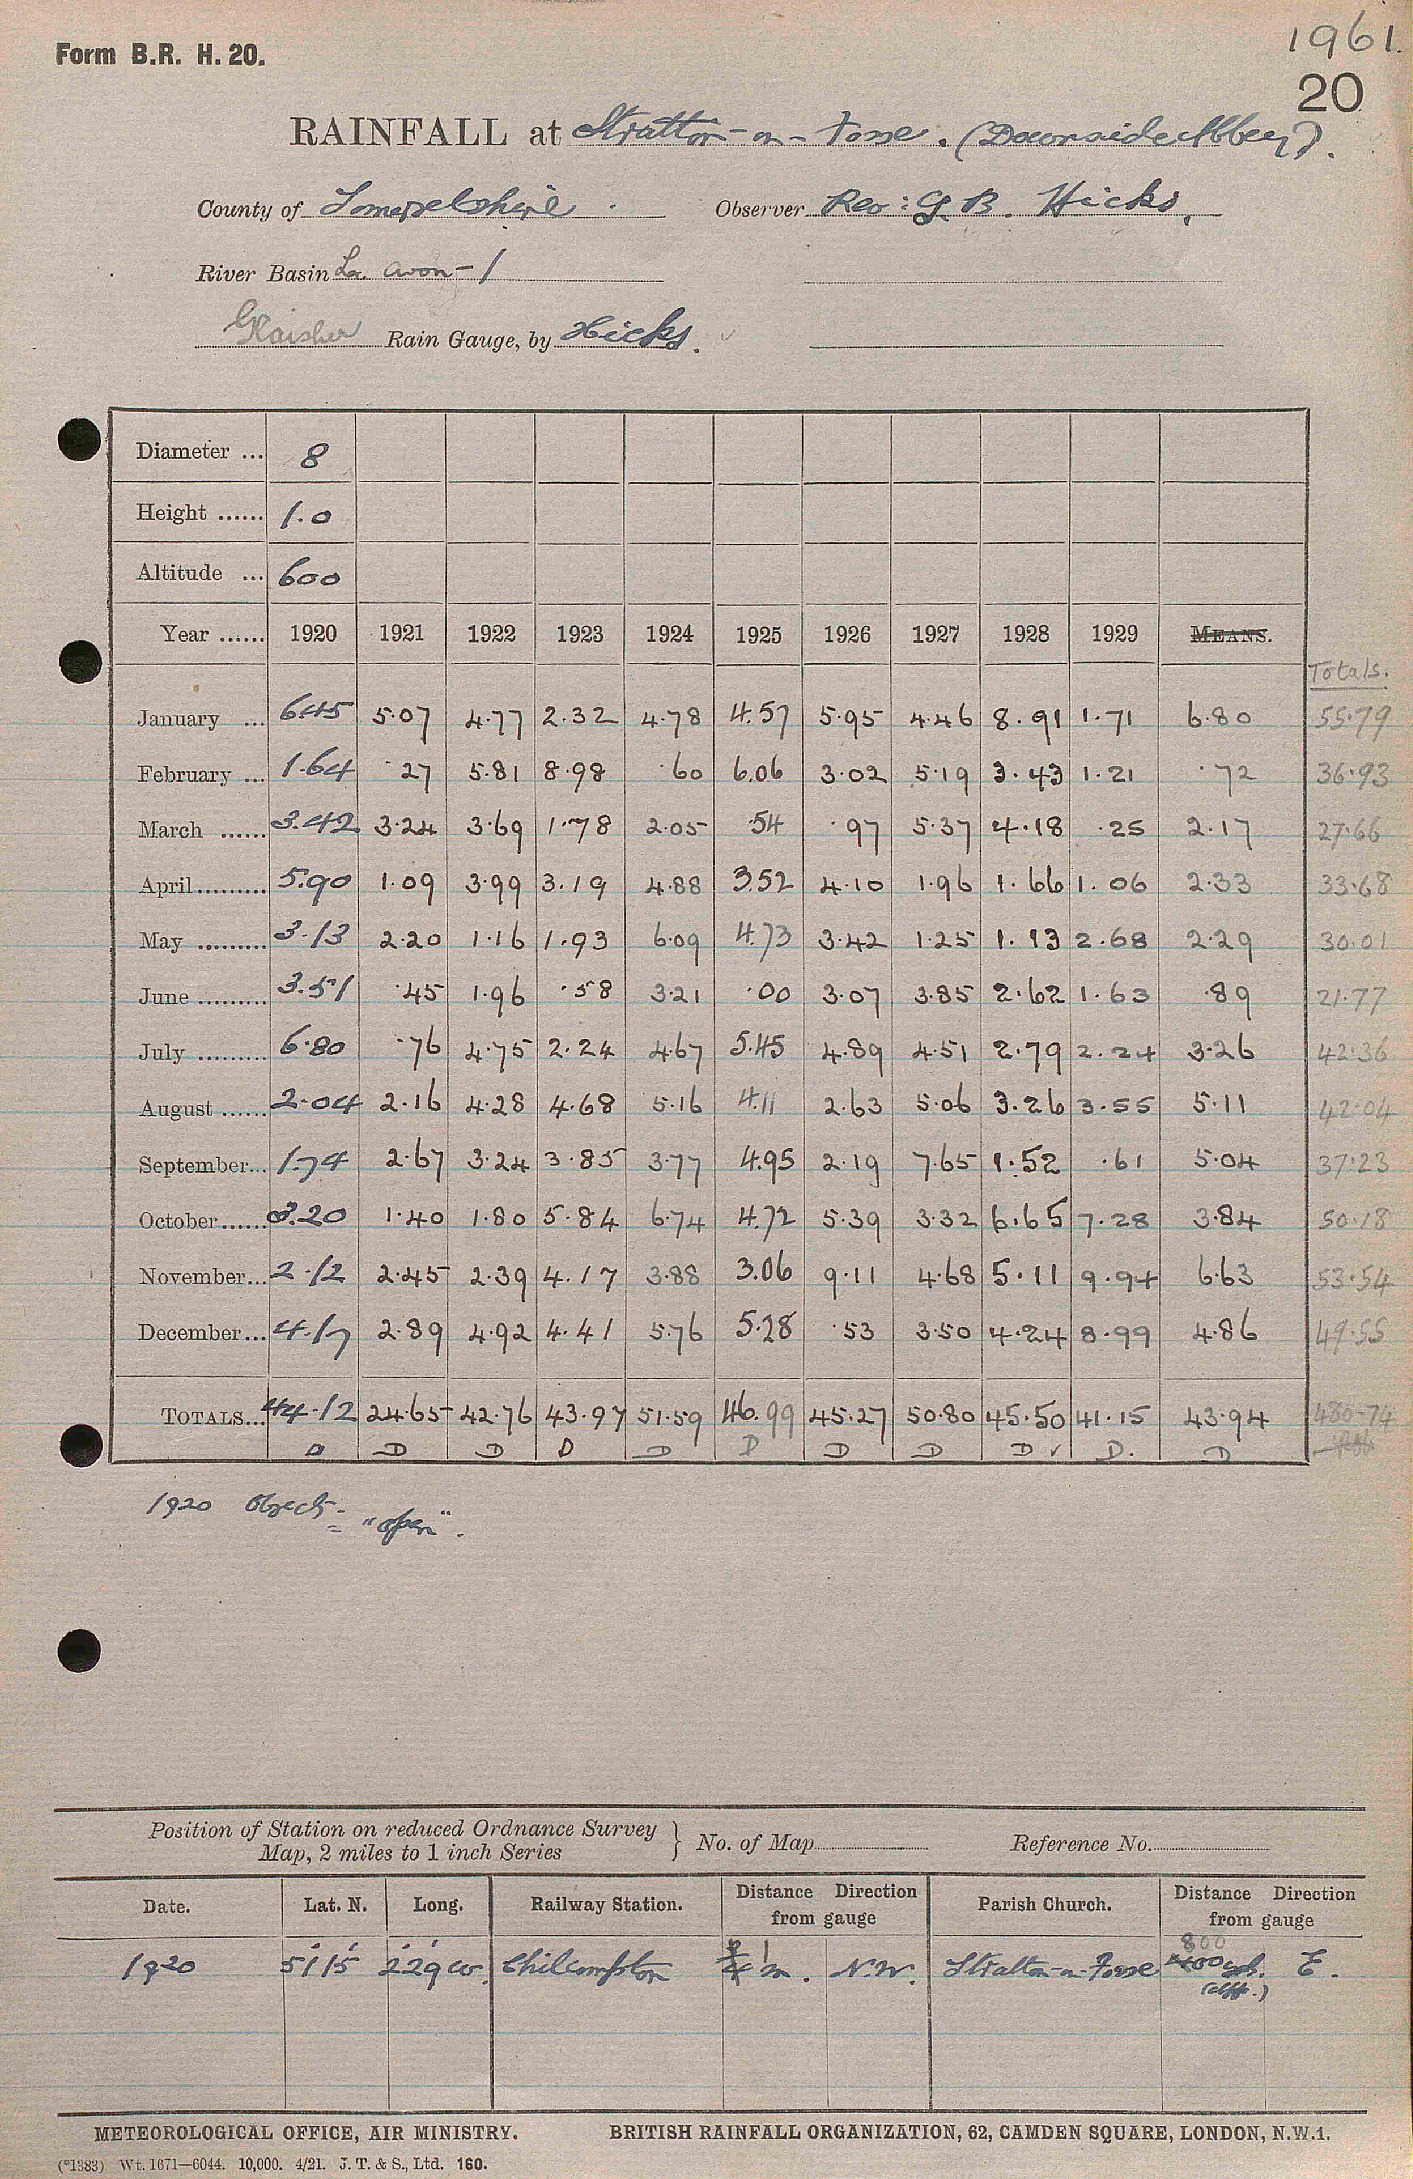 1961.
Form B.R. H. 20.
20
RAINFALL at Stratton-on-Fosse. (Downside Abbey).
County of Somersetshire. Observer Rev: G. B. Hicks.
River Basin Avon-1
Glaisher Rain Gauge, by Hicks.
Diameter ... 8
Height ...... 1.0
Altitude ... 600
Year ...... 1920 1921 1922 1923 1924 1925 1926 1927 1928 1929 MEANS.
Totals.
January ... 6.45 5.07 4.77 2.32 4.78 4.57 5.95 4.46 8.91 1.71 6.80 55.79
February ... 1.64 .27 5.81 8.98 .60 6.06 3.02 5.19 3.43 1.21 .72 36.93
March ...... 3.42 3.24 3.69 1.78 2.05 .54 .97 5.37 4.18 .25 2.17 27.66
April ......... 5.90 1.09 3.99 3.19 4.88 3.52 4.10 1.96 1.66 1.06 2.33 33.68
May ......... 3.13 2.20 1.16 1.93 6.09 4.73 3.42 1.25 1.13 2.68 2.29 30.01
June ......... 3.51 .45 1.96 .58 3.21 .00 3.07 3.85 2.62 1.63 .89 21.77
July ......... 6.80 .76 4.75 2.24 4.67 5.45 4.89 4.51 2.79 2.24 3.26 42.36
August ...... 2.04 2.16 4.28 4.68 5.16 4.11 2.63 5.06 3.26 3.55 5.11 42.04
September... 1.74 2.67 3.24 3.85 3.77 4.95 2.19 7.65 1.52 .61 5.04 37.23
October ...... 3.20 1.40 1.80 5.84 6.74 4.72 5.39 3.32 6.65 7.28 3.84 50.18
November... 2.12 2.45 2.39 4.17 3.88 3.06 9.11 4.68 5.11 9.94 6.63 53.54
December... 4.17 2.89 4.92 4.41 5.76 5.28 .53 3.50 4.24 8.99 4.86 49.55
TOTALS... 44.12 24.65 42.76 43.97 51.59 46.99 45.27 50.80 45.50 41.15 43.94 480.74
D D D D D D D D D ✓ D. D
1920 Objects = "open".
Position of Station on reduced Ordnance Survey
Map, 2 miles to 1 inch Series } No. of Map Reference No.
Date. Lat. N. Long. Railway Station. Distance Direction from gauge Parish Church. Distance Direction from gauge
800
1920 51 15 2 29 W. Chilcompton 1 m. N.W. Stratton-on-Fosse yds. E.
METEOROLOGICAL OFFICE, AIR MINISTRY. BRITISH RAINFALL ORGANIZATION, 62, CAMDEN SQUARE, LONDON, N.W.1.
(*1383) Wt. 1671—6044. 10,000. 4/21. J. T. & S., Ltd. 160.